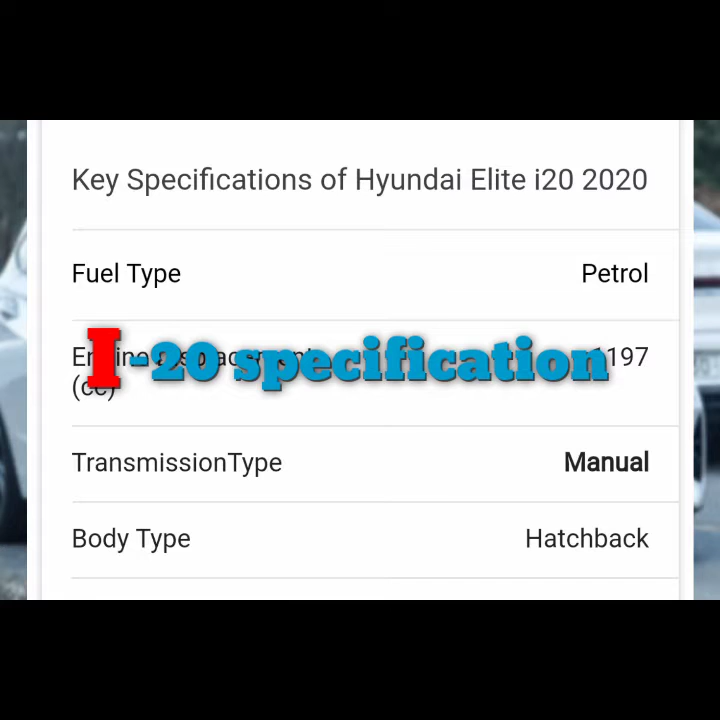 Key Specifications of Hyundai Elite i20 2020
Fuel Type Petrol
I-20 specification
1197
(cc)
TransmissionType Manual
Body Type Hatchback